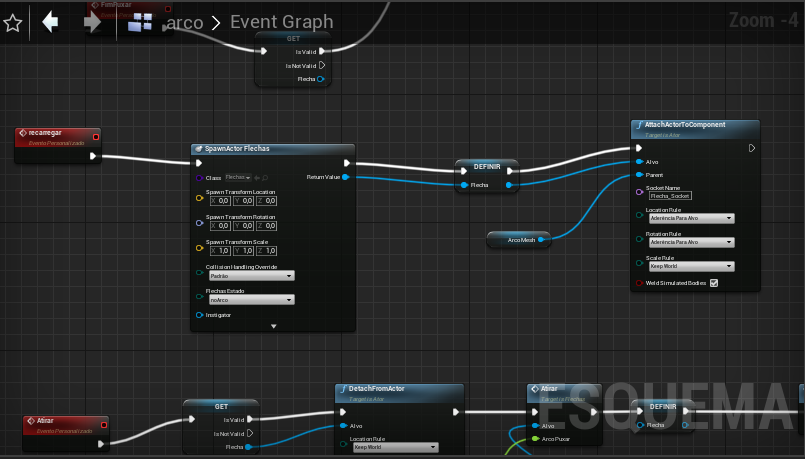 FimPuxar
arco > Event Graph
Zoom -4
GET
Is Valid
Is Not Valid
Flecha
recarregar
Evento Personalizado
SpawnActor Flechas
Class Flechas
Return Value
Spawn Transform Location
X 0,0 Y 0,0 Z 0,0
Spawn Transform Rotation
X 0,0 Y 0,0 Z 0,0
Spawn Transform Scale
X 1,0 Y 1,0 Z 1,0
Collision Handling Override
Padrão
Flechas Estado
noArco
Instigator
DEFINIR
Flecha
Arco Mesh
AttachActorToComponent
Target is Ator
Alvo
Parent
Socket Name
Flecha_Socket
Location Rule
Aderência Para Alvo
Rotation Rule
Aderência Para Alvo
Scale Rule
Keep World
Weld Simulated Bodies
Atirar
Evento Personalizado
GET
Is Valid
Is Not Valid
Flecha
DetachFromActor
Target is Ator
Alvo
Location Rule
Keep World
Atirar
Target is Flechas
Alvo
Arco Puxar
DEFINIR
Flecha
ESQUEMA